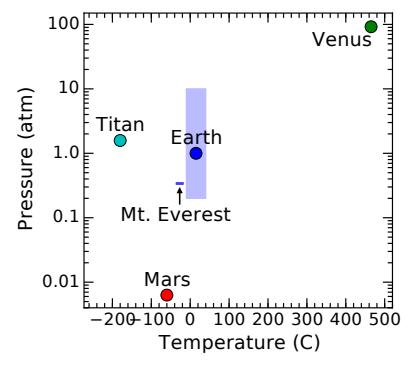 100
Venus
10
Titan
Earth
1.0
Mt. Everest
0.1
Mars
0.01
Pressure (atm)
−200 −100 0 100 200 300 400 500
Temperature (C)